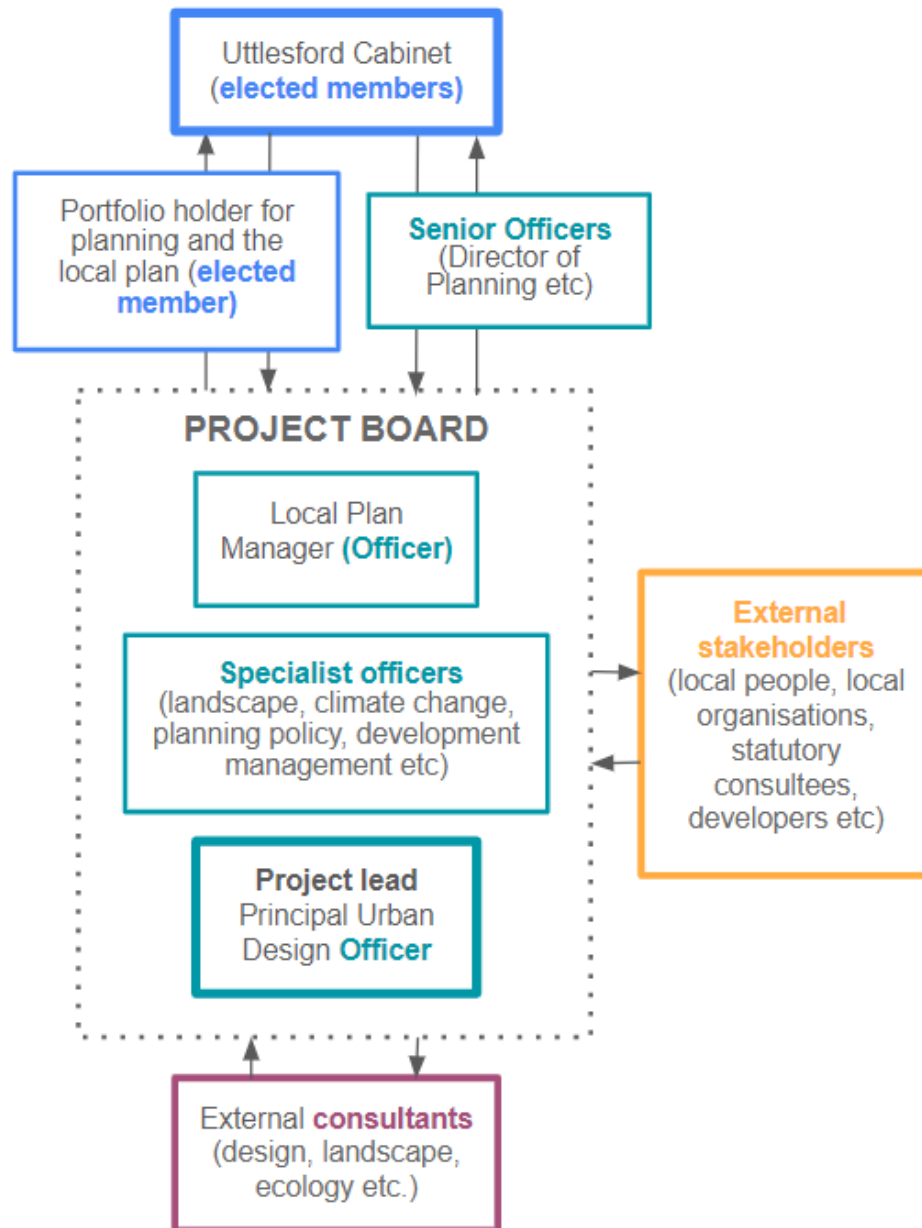 Uttlesford Cabinet
(elected members)
Portfolio holder for
planning and the
local plan (elected
member)
Senior Officers
(Director of
Planning etc)
PROJECT BOARD
Local Plan
Manager (Officer)
Specialist officers
(landscape, climate change,
planning policy, development
management etc)
Project lead
Principal Urban
Design Officer
External
stakeholders
(local people, local
organisations,
statutory
consultees,
developers etc)
External consultants
(design, landscape,
ecology etc.)